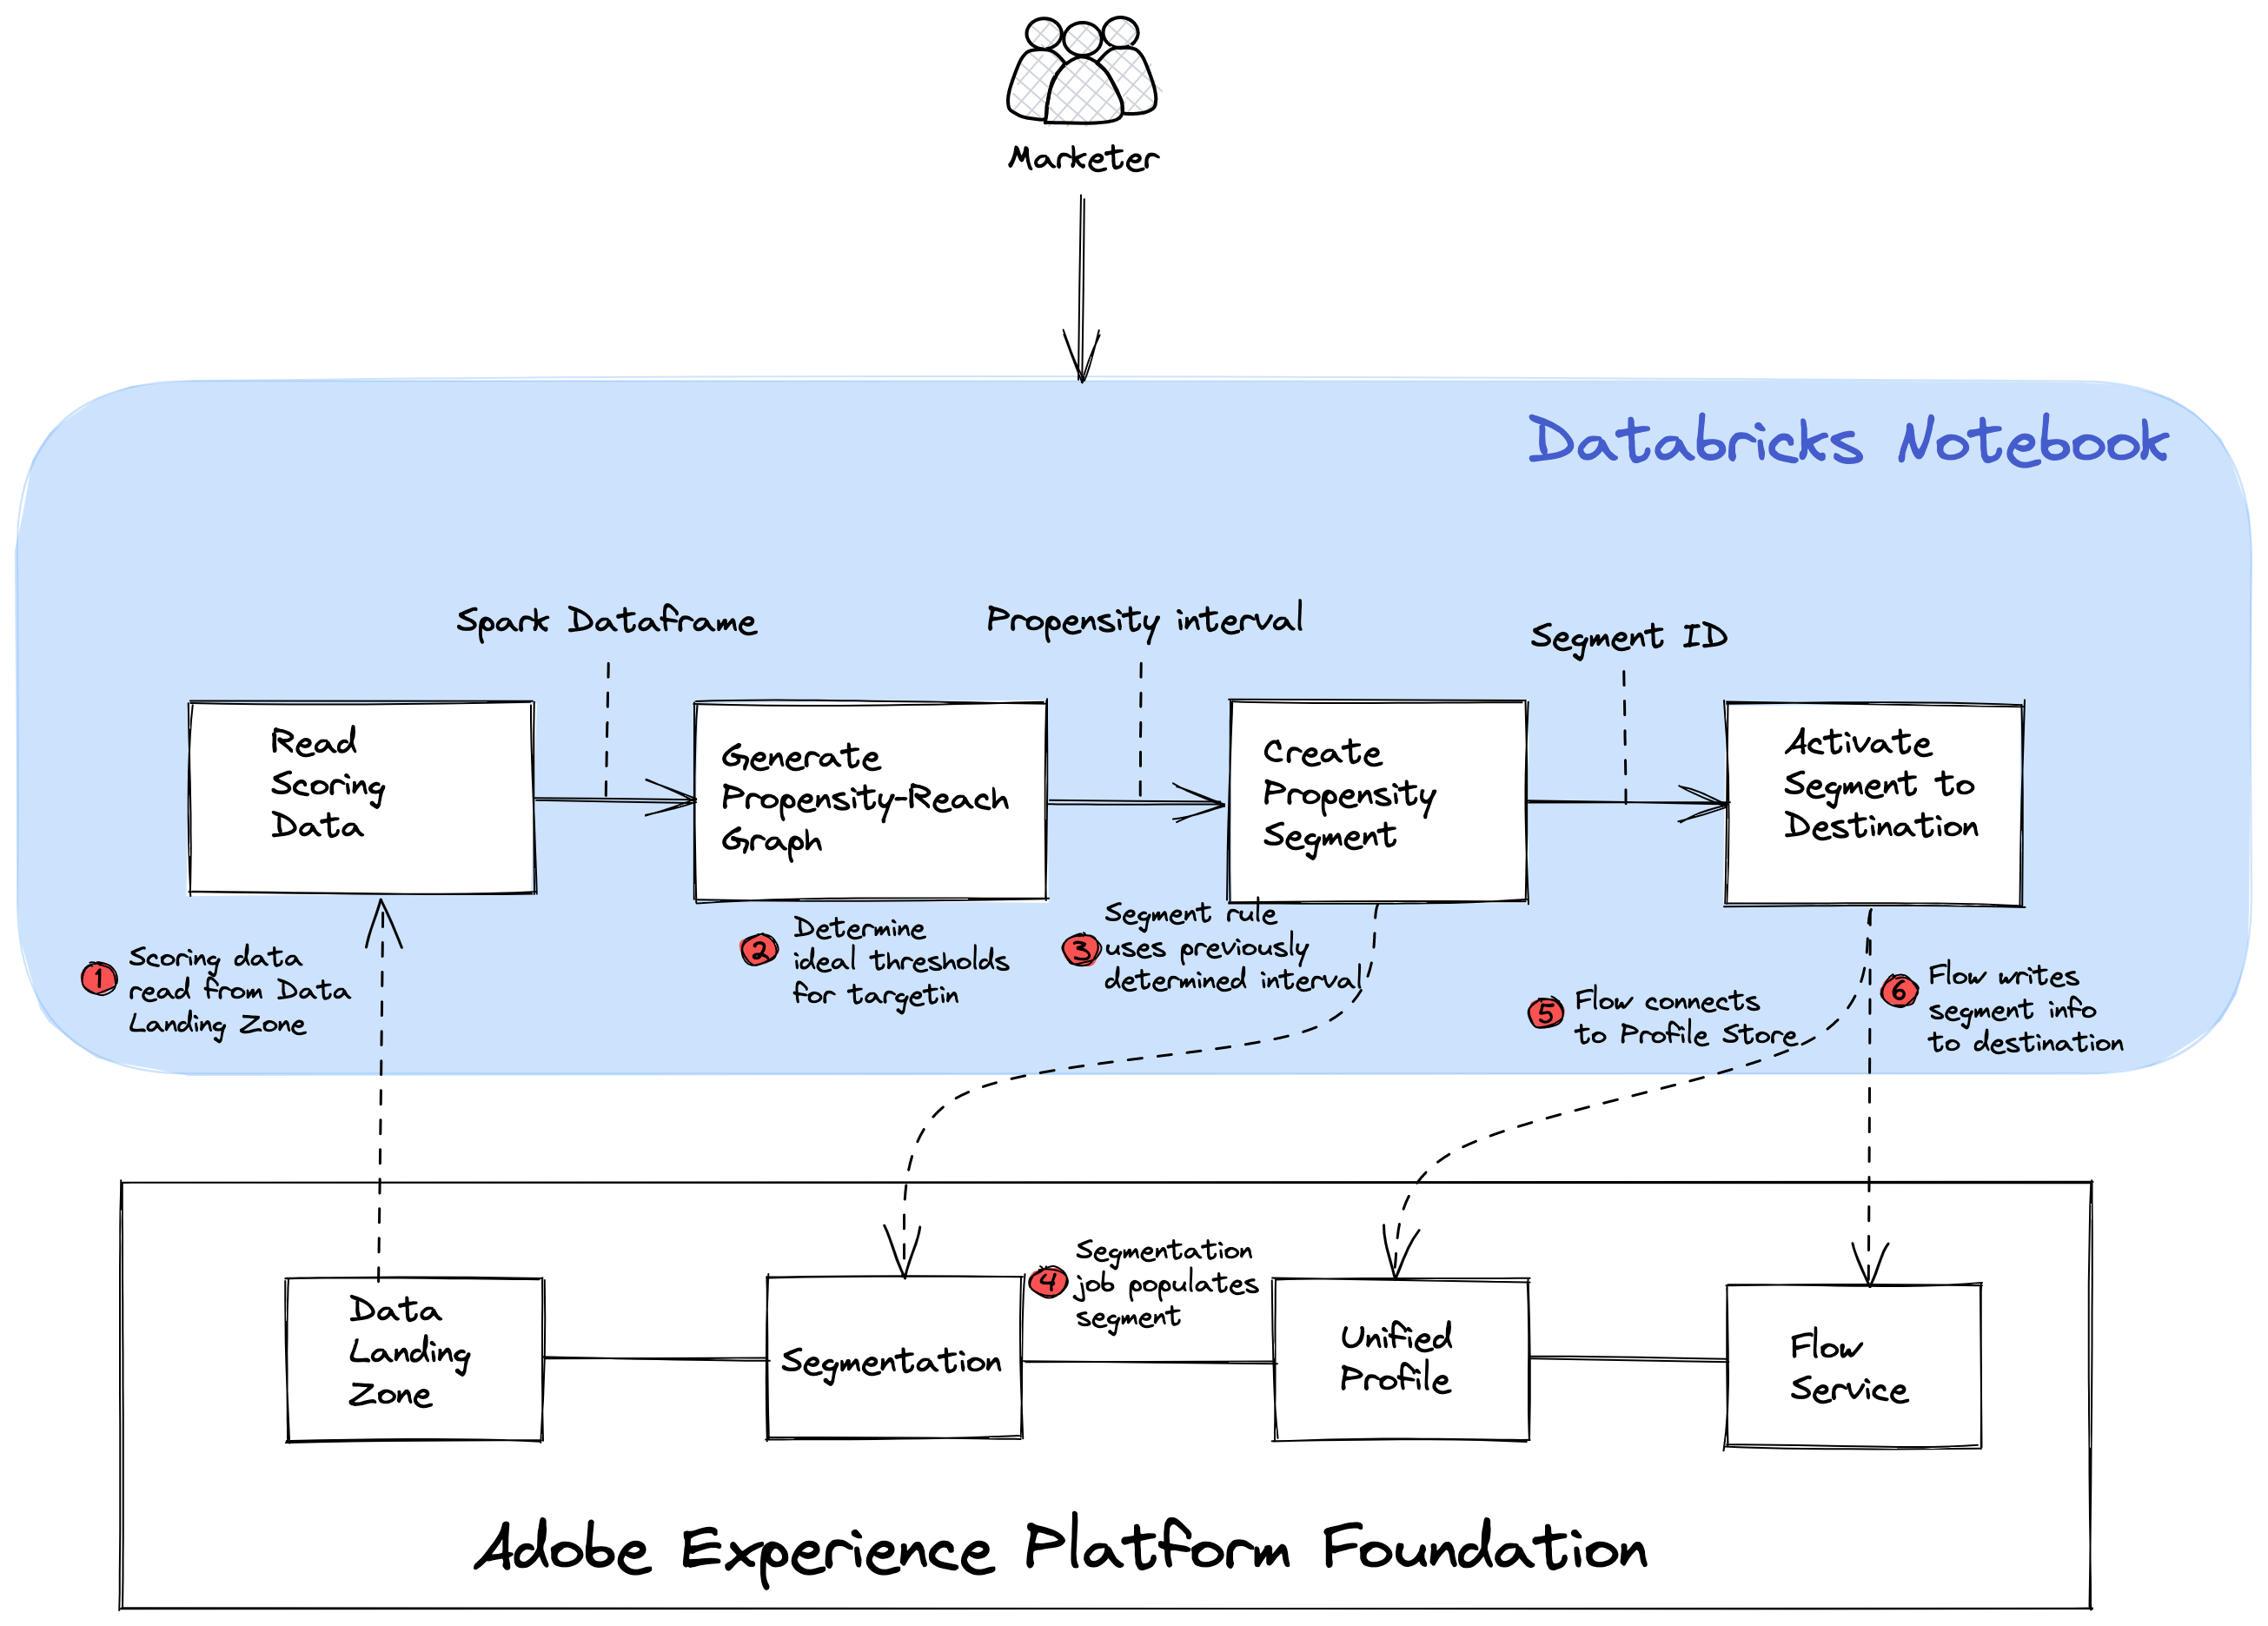 Marketer
Databricks Notebook
Spark Dataframe
Propensity interval
Segment ID
Read
Scoring
Data
Generate
Propensity-Reach
Graph
Create
Propensity
Segment
Activate
Segment to
Destination
1
Scoring data
read from Data
Landing Zone
2
Determine
ideal thresholds
for targetin
3
Segment rule
uses previously
determined interval
5
Flow connects
to Profile Store
6
Flow writes
segment info
to destination
Data
Landing
Zone
Segmentation
4
Segmentation
job populates
segment
Unified
Profile
Flow
Service
Adobe Experience Platform Foundation